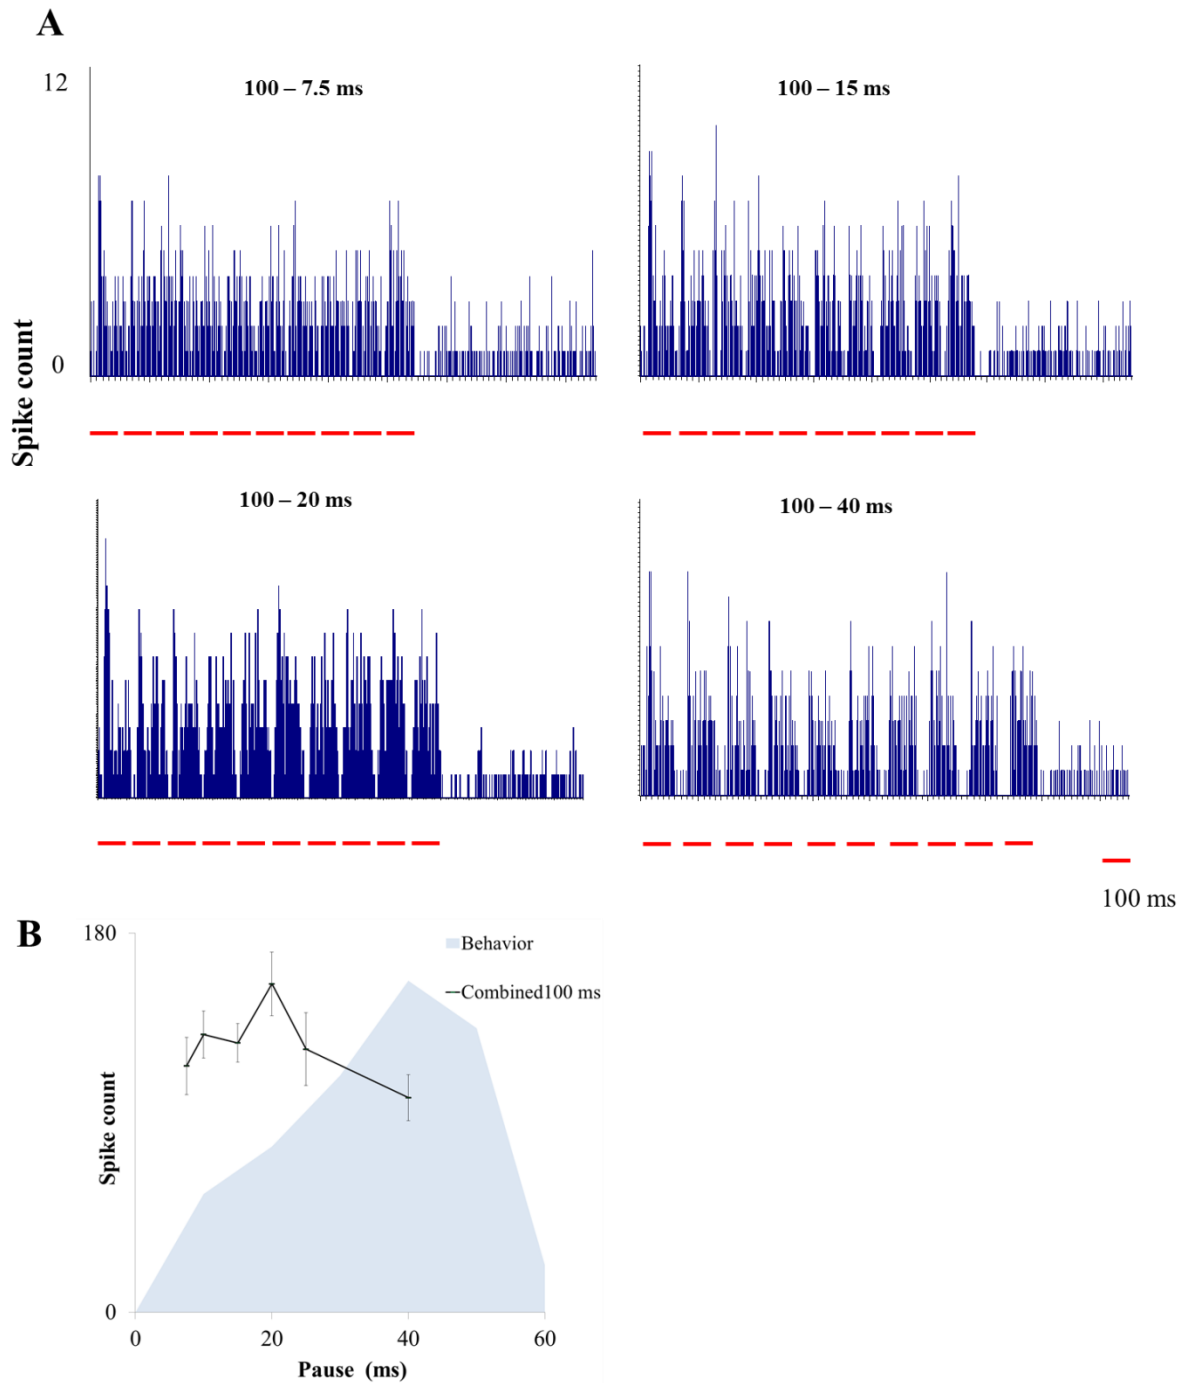 A
12
100 – 7.5 ms
100 – 15 ms
0
Spike count
100 – 20 ms
100 – 40 ms
100 ms
B
180
Behavior
Combined100 ms
Spike count
0
0
20
40
60
Pause (ms)